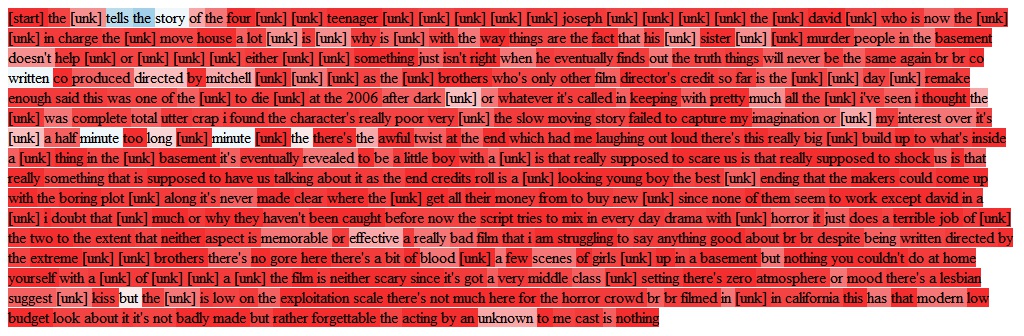 [start] the [unk] tells the story of the four [unk] [unk] teenager [unk] [unk] [unk] [unk] [unk] joseph [unk] [unk] [unk] [unk] the [unk] david [unk] who is now the [unk]
[unk] in charge the [unk] move house a lot [unk] is [unk] why is [unk] with the way things are the fact that his [unk] sister [unk] [unk] murder people in the basement
doesn't help [unk] or [unk] [unk] either [unk] something just isn't right when he eventually finds out the truth things will never be the same again br br co
written co produced directed by mitchell [unk] [unk] [unk] as the [unk] brothers who's only other film director's credit so far is the [unk] [unk] day [unk] remake
enough said this was one of the [unk] to die [unk] at the 2006 after dark [unk] or whatever it's called in keeping with pretty much all the [unk] i've seen i thought the
[unk] was complete total utter crap i found the character's really poor very [unk] the slow moving story failed to capture my imagination or [unk] my interest over it's
[unk] a half minute too long [unk] minute [unk] the there's the awful twist at the end which had me laughing out loud there's this really big [unk] build up to what's inside
a [unk] thing in the [unk] basement it's eventually revealed to be a little boy with a [unk] is that really supposed to scare us is that really supposed to shock us is that
really something that is supposed to have us talking about it as the end credits roll is a [unk] looking young boy the best [unk] ending that the makers could come up
with the boring plot [unk] along it's never made clear where the [unk] get all their money from to buy new [unk] since none of them seem to work except david in a
[unk] i doubt that [unk] much or why they haven't been caught before now the script tries to mix in every day drama with [unk] horror it just does a terrible job of [unk]
the two to the extent that neither aspect is memorable or effective a really bad film that i am struggling to say anything good about br br despite being written directed by
the extreme [unk] [unk] brothers there's no gore here there's a bit of blood [unk] a few scenes of girls [unk] up in a basement but nothing you couldn't do at home
yourself with a [unk] of [unk] [unk] a [unk] the film is neither scary since it's got a very middle class [unk] setting there's zero atmosphere or mood there's a lesbian
suggest [unk] kiss but the [unk] is low on the exploitation scale there's not much here for the horror crowd br br filmed in [unk] in california this has that modern low
budget look about it it's not badly made but rather forgettable the acting by an unknown to me cast is nothing